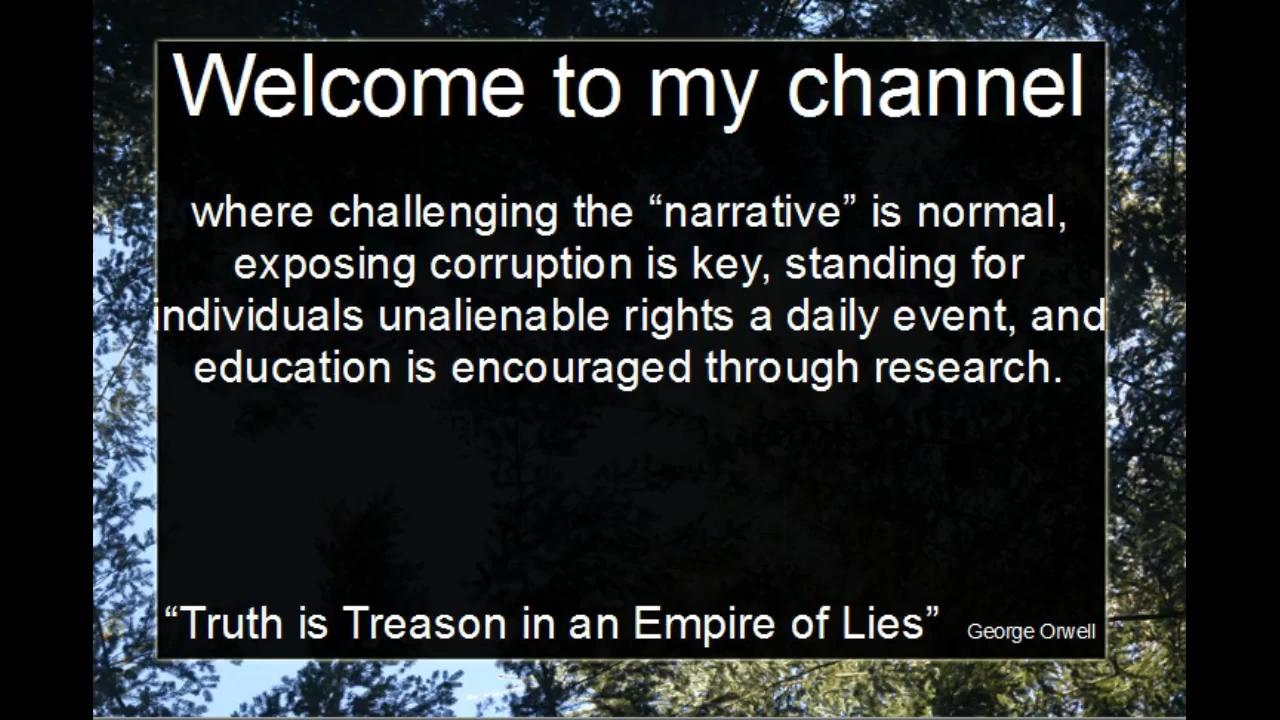 Welcome to my channel
where challenging the “narrative” is normal,
exposing corruption is key, standing for
individuals unalienable rights a daily event, and
education is encouraged through research.
“Truth is Treason in an Empire of Lies” George Orwell